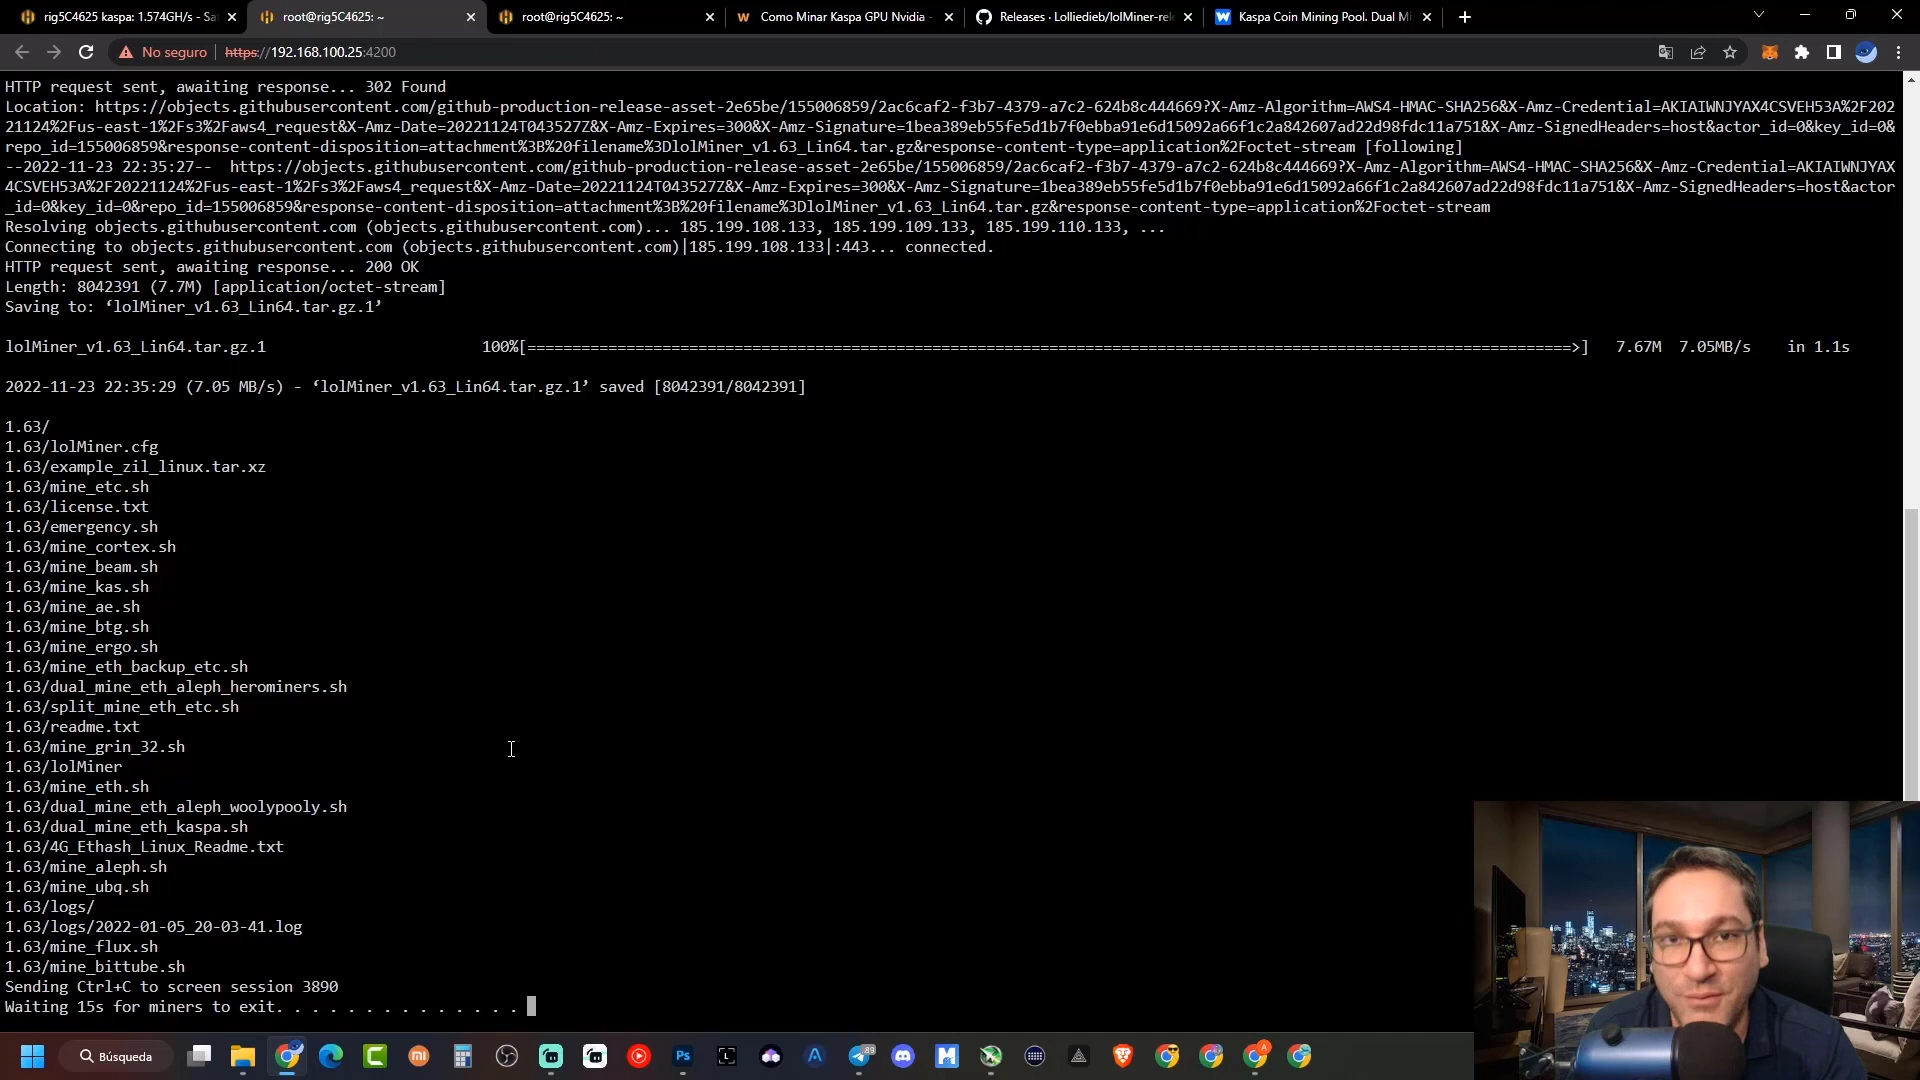 rig5C4625 kaspa: 1.574GH/s - Sa
root@rig5C4625: ~
root@rig5C4625: ~
Como Minar Kaspa GPU Nvidia -
Releases · Lolliedieb/lolMiner-rel
Kaspa Coin Mining Pool. Dual Mi
No seguro
https://192.168.100.25:4200
HTTP request sent, awaiting response... 302 Found
Location: https://objects.githubusercontent.com/github-production-release-asset-2e65be/155006859/2ac6caf2-f3b7-4379-a7c2-624b8c444669?X-Amz-Algorithm=AWS4-HMAC-SHA256&X-Amz-Credential=AKIAIWNJYAX4CSVEH53A%2F20
221124%2Fus-east-1%2Fs3%2Faws4_request&X-Amz-Date=20221124T043527Z&X-Amz-Expires=300&X-Amz-Signature=1bea389eb55fe5d1b7f0ebba91e6d15092a66f1c2a842607ad22d98fdc11a751&X-Amz-SignedHeaders=host&actor_id=0&key_id=0&
repo_id=155006859&response-content-disposition=attachment%3B%20filename%3DlolMiner_v1.63_Lin64.tar.gz&response-content-type=application%2Foctet-stream [following]
--2022-11-23 22:35:27-- https://objects.githubusercontent.com/github-production-release-asset-2e65be/155006859/2ac6caf2-f3b7-4379-a7c2-624b8c444669?X-Amz-Algorithm=AWS4-HMAC-SHA256&X-Amz-Credential=AKIAIWNJYAX
4CSVEH53A%2F20221124%2Fus-east-1%2Fs3%2Faws4_request&X-Amz-Date=20221124T043527Z&X-Amz-Expires=300&X-Amz-Signature=1bea389eb55fe5d1b7f0ebba91e6d15092a66f1c2a842607ad22d98fdc11a751&X-Amz-SignedHeaders=host&actor
_id=0&key_id=0&repo_id=155006859&response-content-disposition=attachment%3B%20filename%3DlolMiner_v1.63_Lin64.tar.gz&response-content-type=application%2Foctet-stream
Resolving objects.githubusercontent.com (objects.githubusercontent.com)... 185.199.108.133, 185.199.109.133, 185.199.110.133, ...
Connecting to objects.githubusercontent.com (objects.githubusercontent.com)|185.199.108.133|:443... connected.
HTTP request sent, awaiting response... 200 OK
Length: 8042391 (7.7M) [application/octet-stream]
Saving to: ‘lolMiner_v1.63_Lin64.tar.gz.1’
lolMiner_v1.63_Lin64.tar.gz.1 100%[=====================================================================================================================>] 7.67M 7.05MB/s in 1.1s
2022-11-23 22:35:29 (7.05 MB/s) - ‘lolMiner_v1.63_Lin64.tar.gz.1’ saved [8042391/8042391]
1.63/
1.63/lolMiner.cfg
1.63/example_zil_linux.tar.xz
1.63/mine_etc.sh
1.63/license.txt
1.63/emergency.sh
1.63/mine_cortex.sh
1.63/mine_beam.sh
1.63/mine_kas.sh
1.63/mine_ae.sh
1.63/mine_btg.sh
1.63/mine_ergo.sh
1.63/mine_eth_backup_etc.sh
1.63/dual_mine_eth_aleph_herominers.sh
1.63/split_mine_eth_etc.sh
1.63/readme.txt
1.63/mine_grin_32.sh
1.63/lolMiner
1.63/mine_eth.sh
1.63/dual_mine_eth_aleph_woolypooly.sh
1.63/dual_mine_eth_kaspa.sh
1.63/4G_Ethash_Linux_Readme.txt
1.63/mine_aleph.sh
1.63/mine_ubq.sh
1.63/logs/
1.63/logs/2022-01-05_20-03-41.log
1.63/mine_flux.sh
1.63/mine_bittube.sh
Sending Ctrl+C to screen session 3890
Waiting 15s for miners to exit. . . . . . . . . . . . . .
Búsqueda